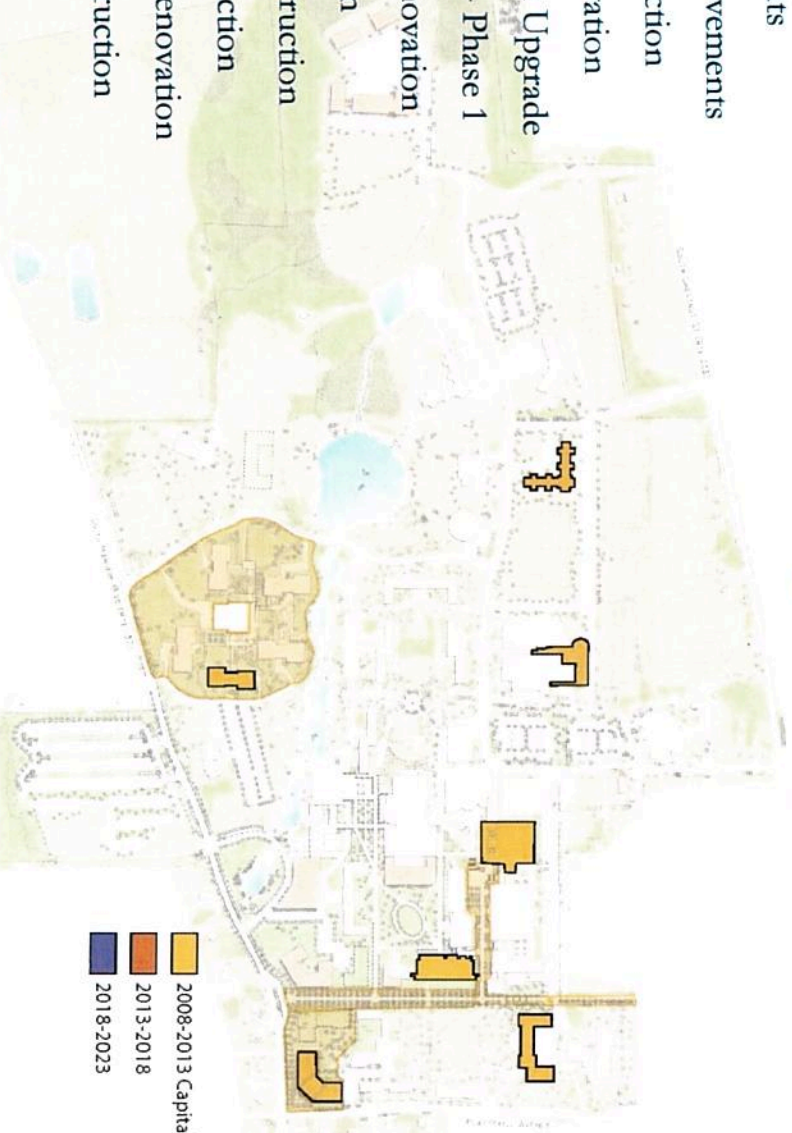 ts
vements
ction
ation
Upgrade
- Phase 1
ovation
n
ruction
ction
enovation
ruction
2008-2013 Capita
2013-2018
2018-2023